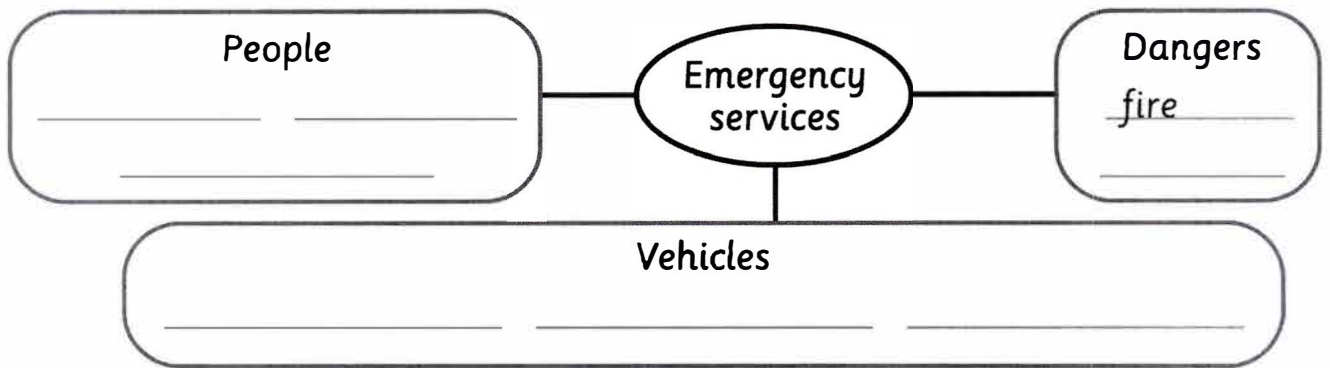 People
Emergency
services
Dangers
fire
Vehicles